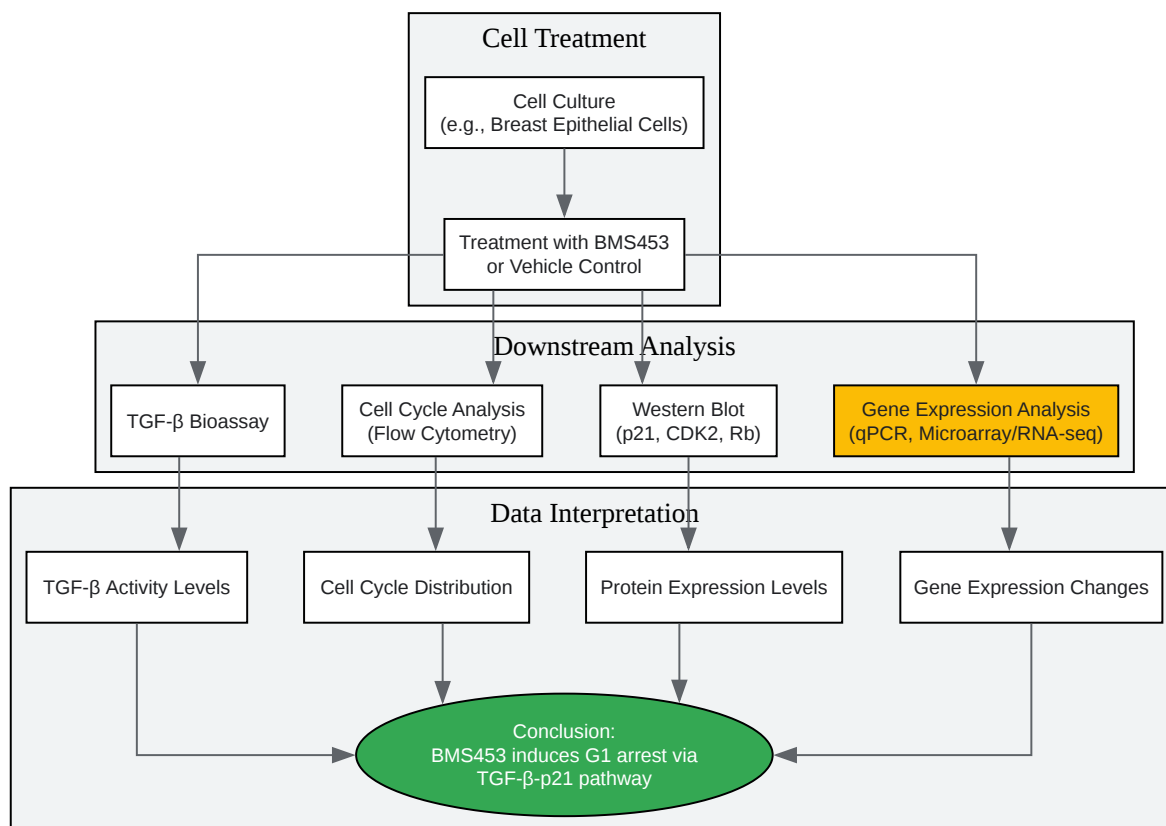 Cell Treatment
Cell Culture
(e.g., Breast Epithelial Cells)
Treatment with BMS453
or Vehicle Control
Downstream Analysis
TGF-β Bioassay
Cell Cycle Analysis
(Flow Cytometry)
Western Blot
(p21, CDK2, Rb)
Gene Expression Analysis
(qPCR, Microarray/RNA-seq)
Data Interpretation
TGF-β Activity Levels
Cell Cycle Distribution
Protein Expression Levels
Gene Expression Changes
Conclusion:
BMS453 induces G1 arrest via
TGF-β-p21 pathway